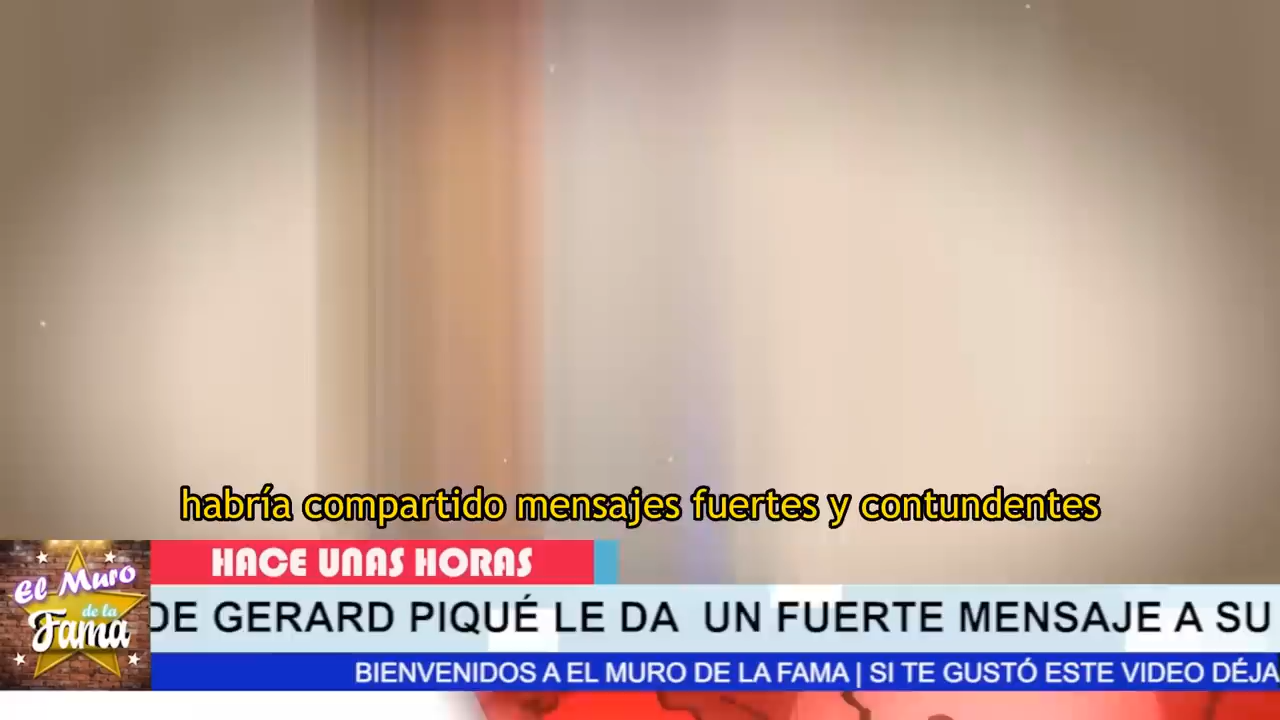 habría compartido mensajes fuertes y contundentes
HACE UNAS HORAS
El Muro
de la
Fama
DE GERARD PIQUÉ LE DA UN FUERTE MENSAJE A SU
BIENVENIDOS A EL MURO DE LA FAMA | SI TE GUSTÓ ESTE VIDEO DÉJA